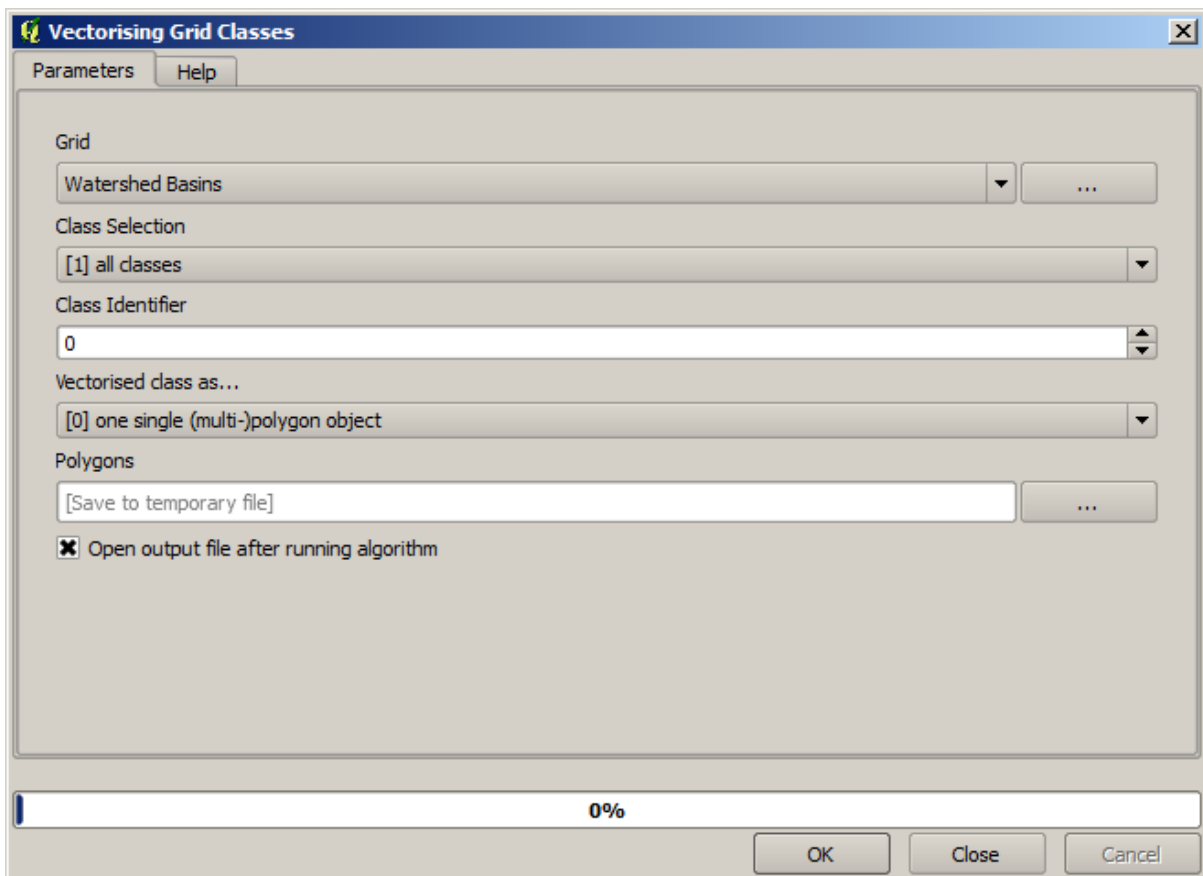 Vectorising Grid Classes
Parameters Help
Grid
Watershed Basins ...
Class Selection
[1] all classes
Class Identifier
0
Vectorised class as...
[0] one single (multi-)polygon object
Polygons
[Save to temporary file] ...
Open output file after running algorithm
0%
OK Close Cancel